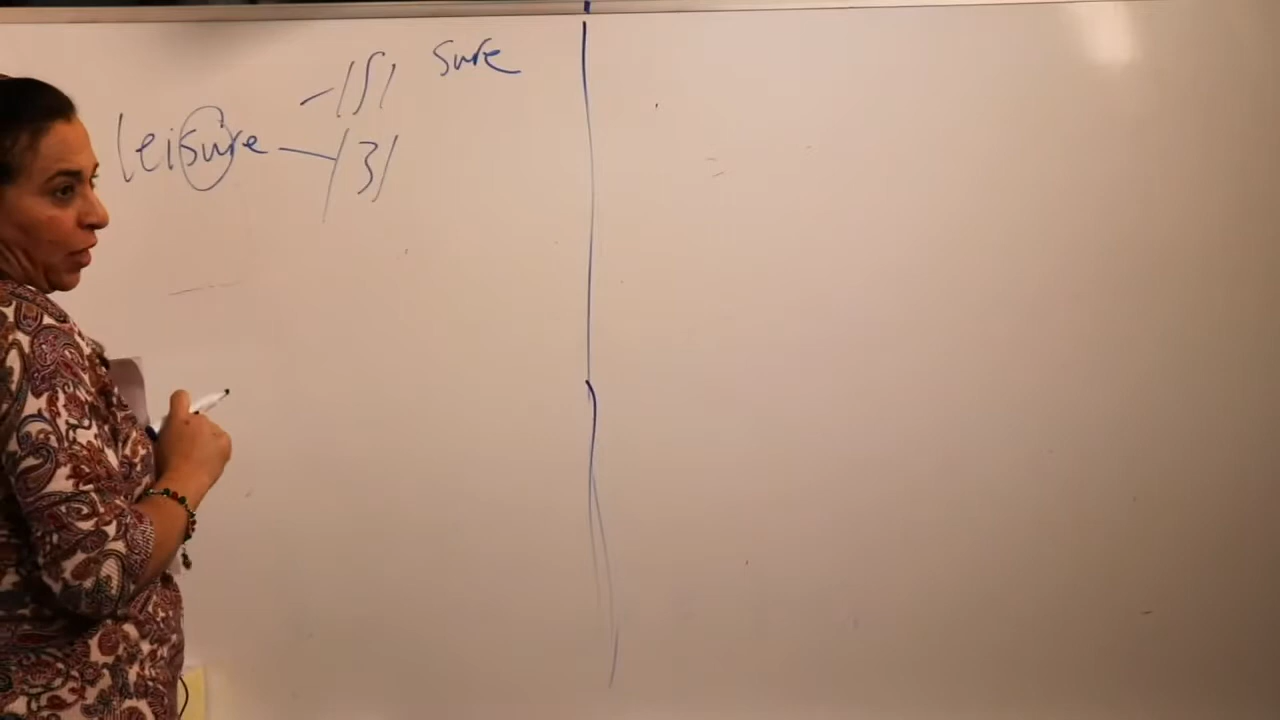 – /ʃ/ sure
leisure – /ʒ/